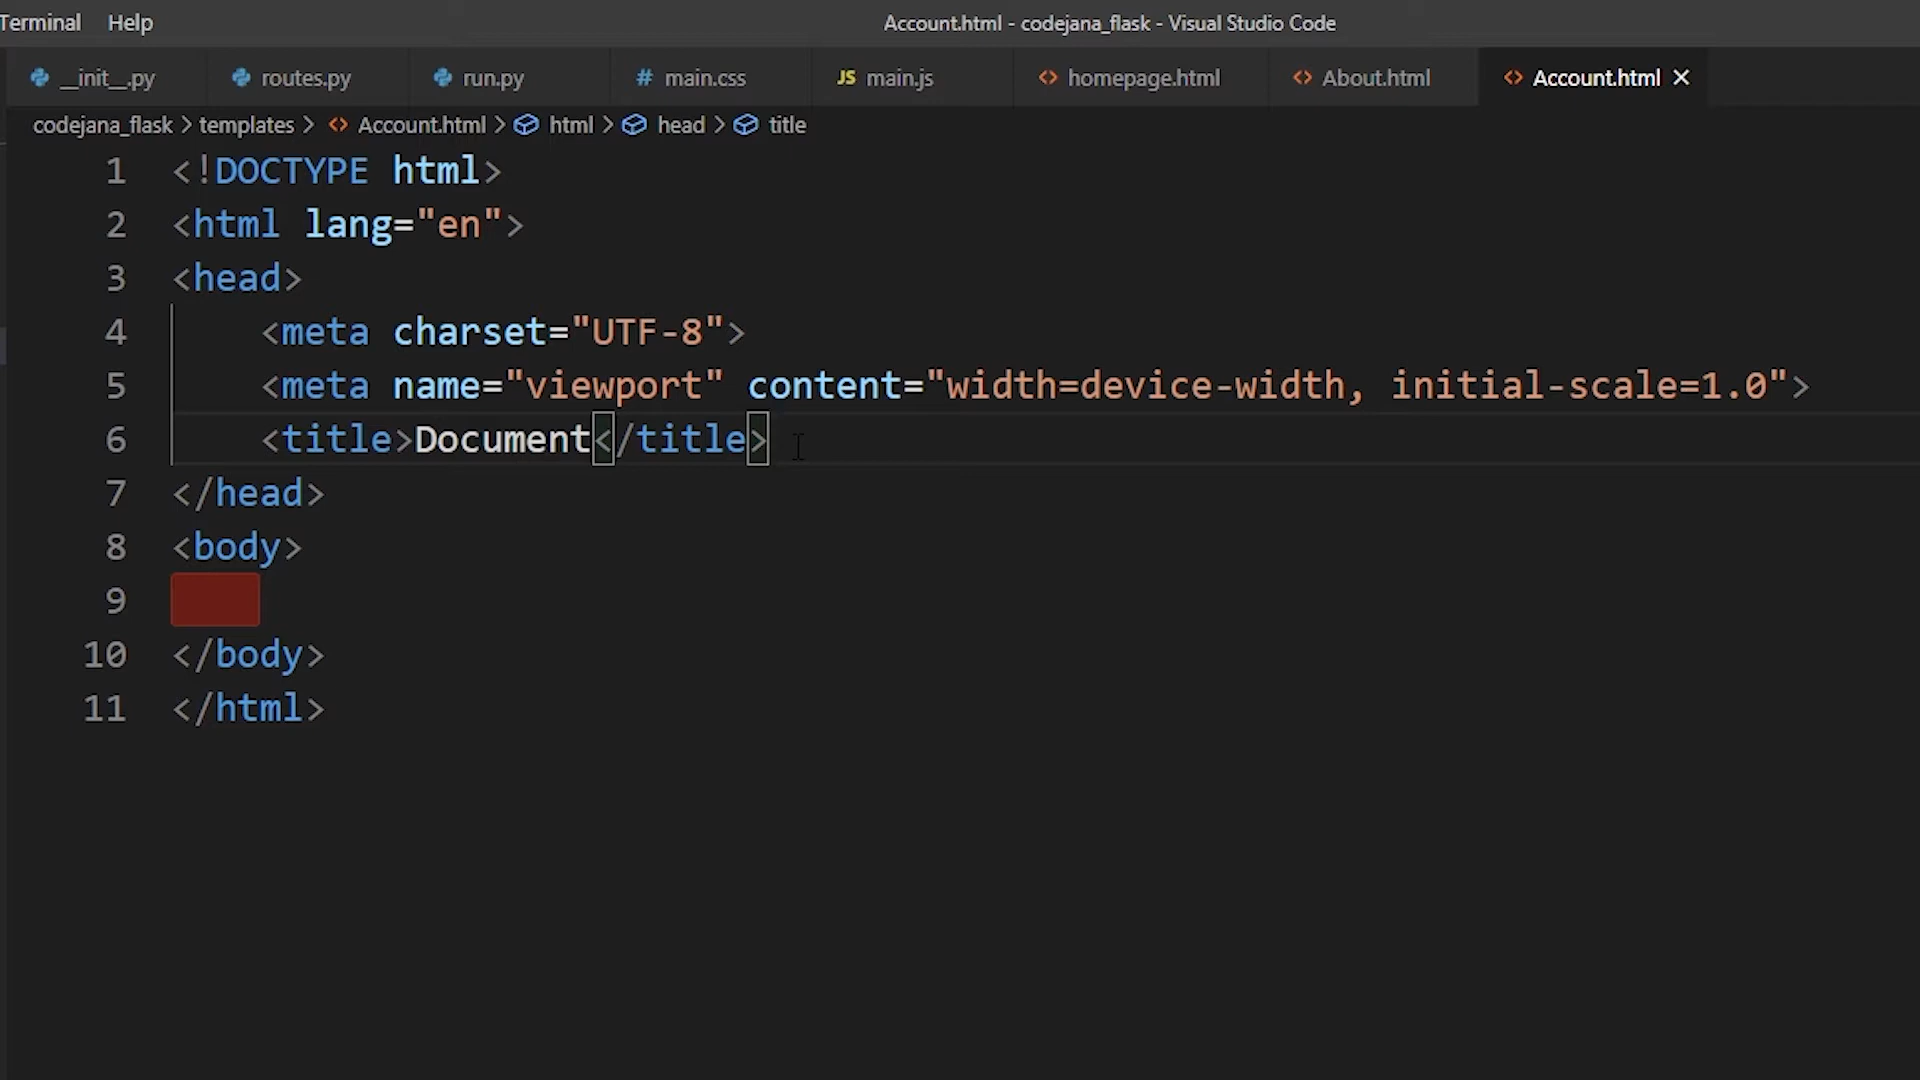 Terminal Help Account.html - codejana_flask - Visual Studio Code
__init__.py routes.py run.py # main.css JS main.js <> homepage.html <> About.html <> Account.html ×
codejana_flask > templates > <> Account.html > html > head > title
1 <!DOCTYPE html>
2 <html lang="en">
3 <head>
4 <meta charset="UTF-8">
5 <meta name="viewport" content="width=device-width, initial-scale=1.0">
6 <title>Document</title>
7 </head>
8 <body>
9
10 </body>
11 </html>